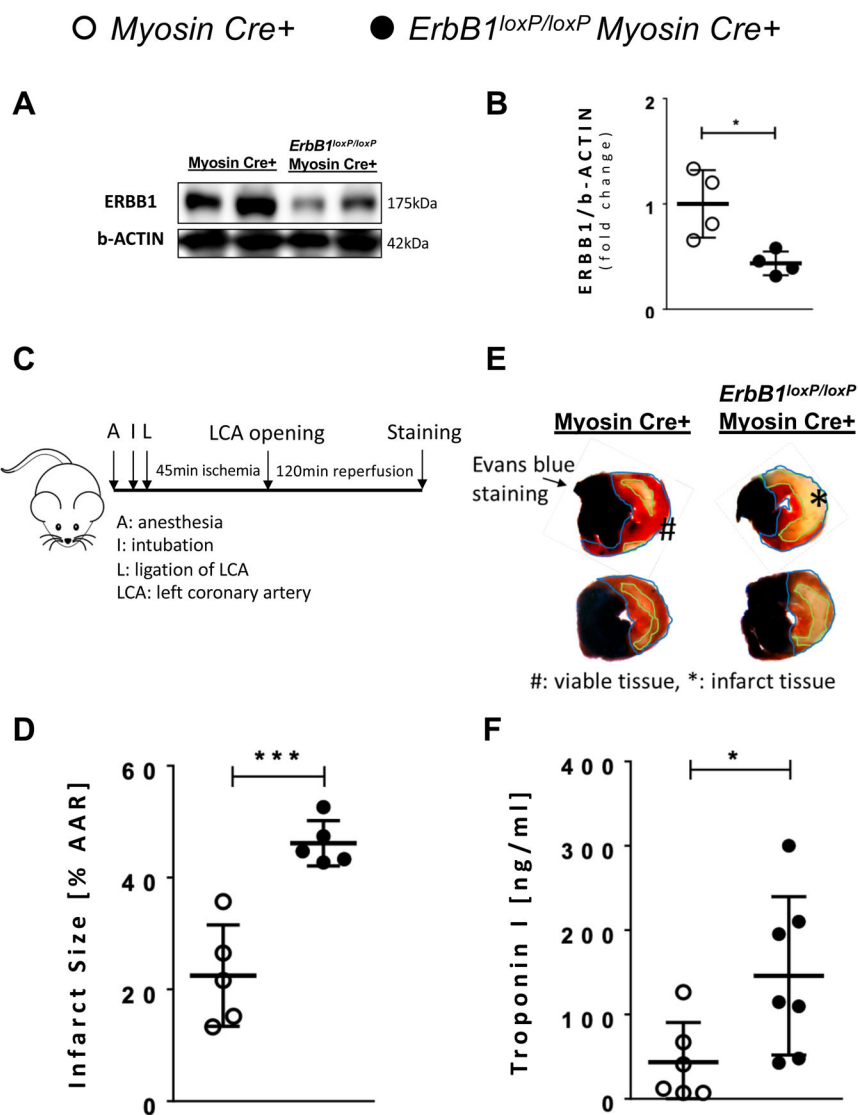 Myosin Cre+ ErbB1loxP/loxP Myosin Cre+
A
Myosin Cre+
ErbB1loxP/loxP
Myosin Cre+
ERBB1
175kDa
b-ACTIN
42kDa
B
ERBB1/b-ACTIN
(fold change)
2
1
0
*
C
A I L LCA opening Staining
45min ischemia 120min reperfusion
A: anesthesia
I: intubation
L: ligation of LCA
LCA: left coronary artery
E
Myosin Cre+
ErbB1loxP/loxP
Myosin Cre+
Evans blue
staining
#
*
#: viable tissue, *: infarct tissue
D
Infarct Size [% AAR]
60
40
20
0
***
F
Troponin I [ng/ml]
400
300
200
100
0
*